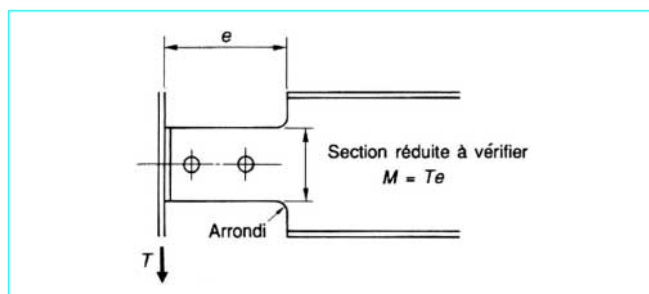 e
Section réduite à vérifier
M = Te
Arrondi
T